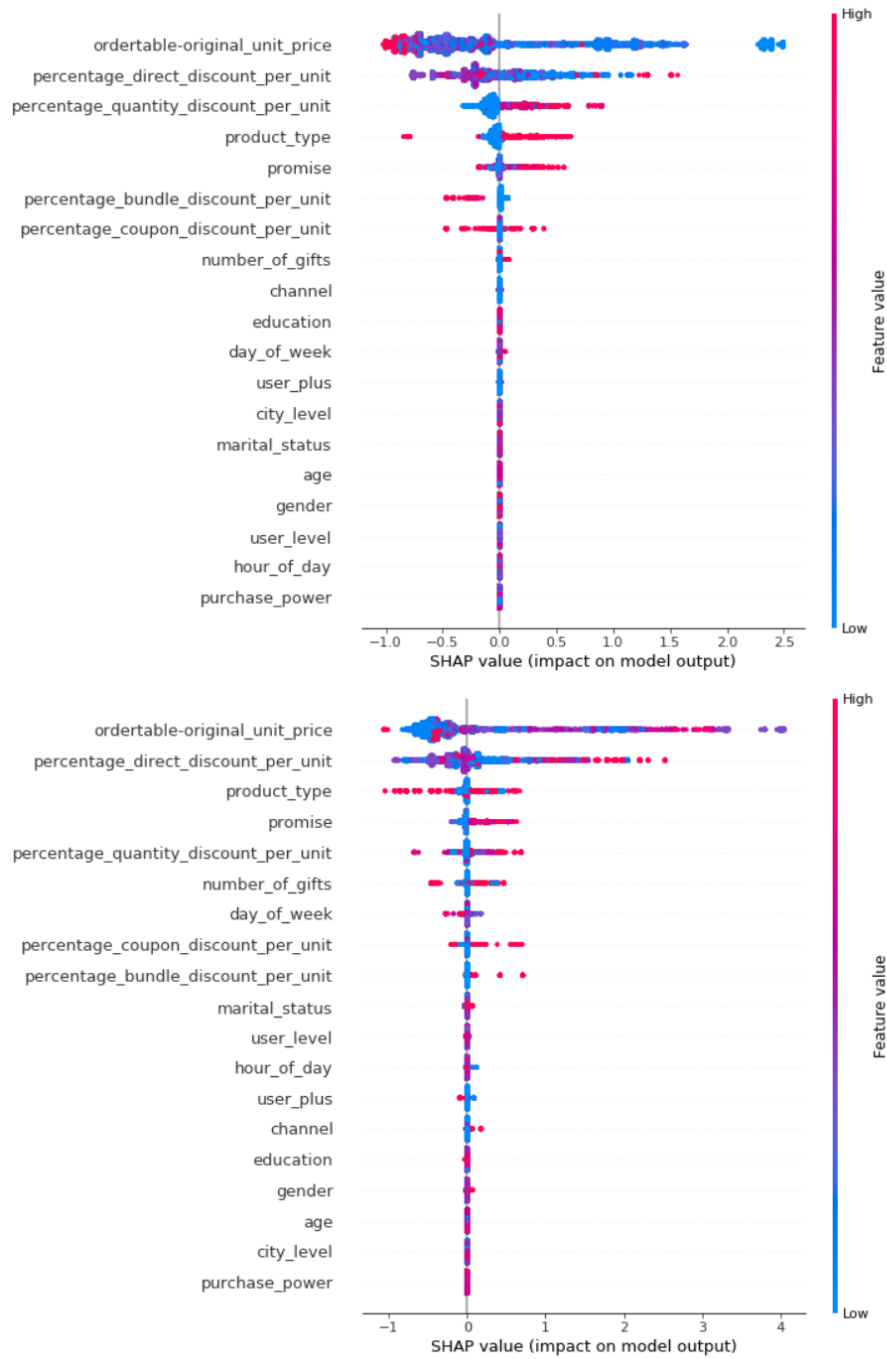 High
ordertable-original_unit_price
percentage_direct_discount_per_unit
percentage_quantity_discount_per_unit
product_type
promise
percentage_bundle_discount_per_unit
percentage_coupon_discount_per_unit
number_of_gifts
channel
education
day_of_week
user_plus
city_level
marital_status
age
gender
user_level
hour_of_day
purchase_power
Feature value
Low
−1.0 −0.5 0.0 0.5 1.0 1.5 2.0 2.5
SHAP value (impact on model output)
High
ordertable-original_unit_price
percentage_direct_discount_per_unit
product_type
promise
percentage_quantity_discount_per_unit
number_of_gifts
day_of_week
percentage_coupon_discount_per_unit
percentage_bundle_discount_per_unit
marital_status
user_level
hour_of_day
user_plus
channel
education
gender
age
city_level
purchase_power
Feature value
Low
−1 0 1 2 3 4
SHAP value (impact on model output)